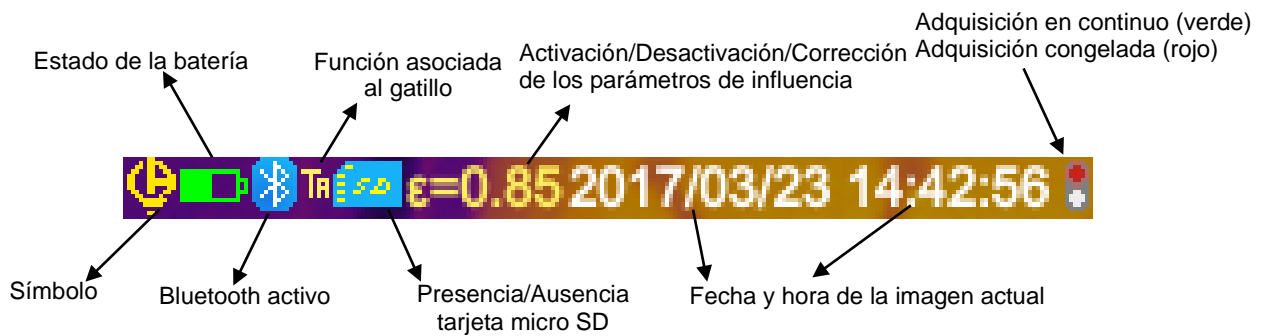 Adquisición en continuo (verde)
Adquisición congelada (rojo)
Estado de la batería
Función asociada
al gatillo
Activación/Desactivación/Corrección
de los parámetros de influencia
TA SD ε=0.85 2017/03/23 14:42:56
Símbolo
Bluetooth activo
Presencia/Ausencia
tarjeta micro SD
Fecha y hora de la imagen actual